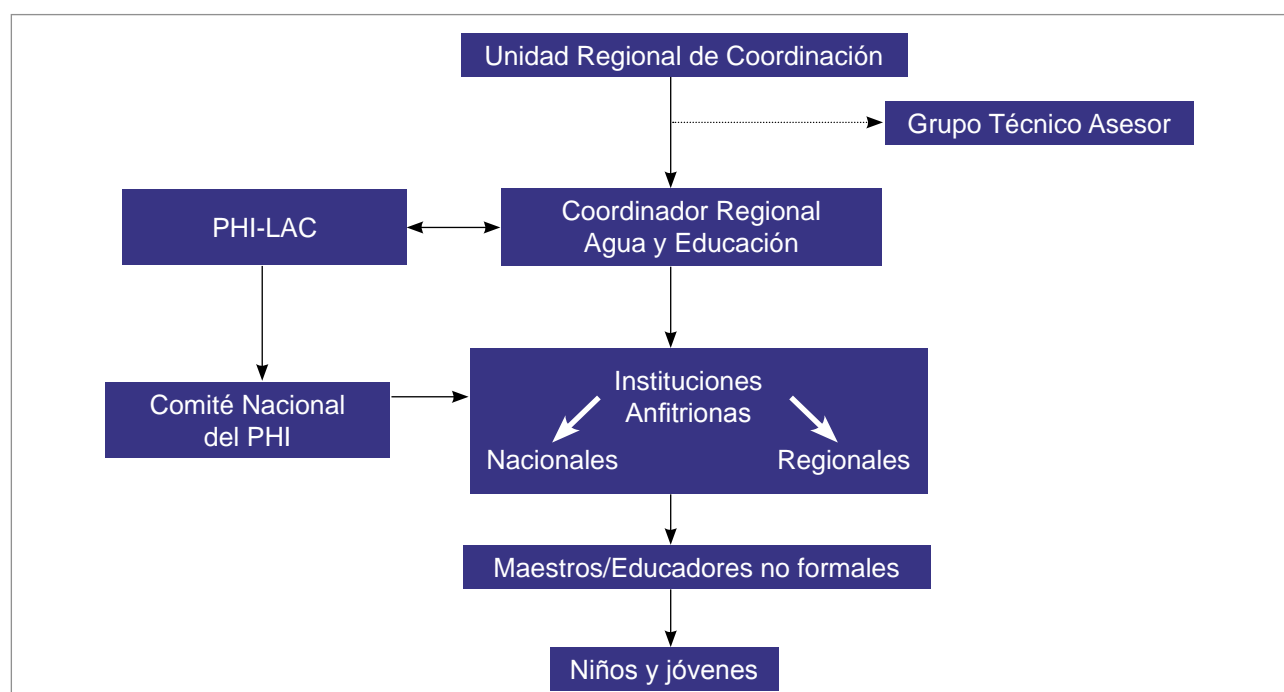 Unidad Regional de Coordinación
Grupo Técnico Asesor
PHI-LAC
Coordinador Regional
Agua y Educación
Comité Nacional
del PHI
Instituciones
Anfitrionas
Nacionales
Regionales
Maestros/Educadores no formales
Niños y jóvenes